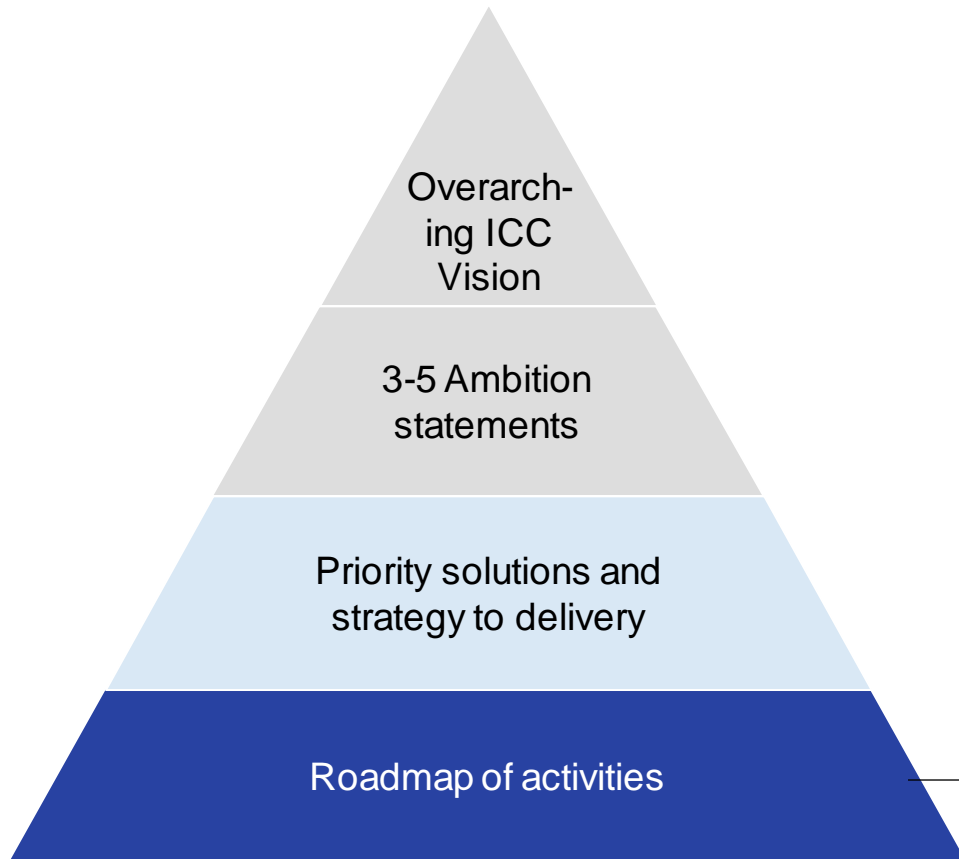 Overarch-
ing ICC
Vision
3-5 Ambition
statements
Priority solutions and
strategy to delivery
Roadmap of activities